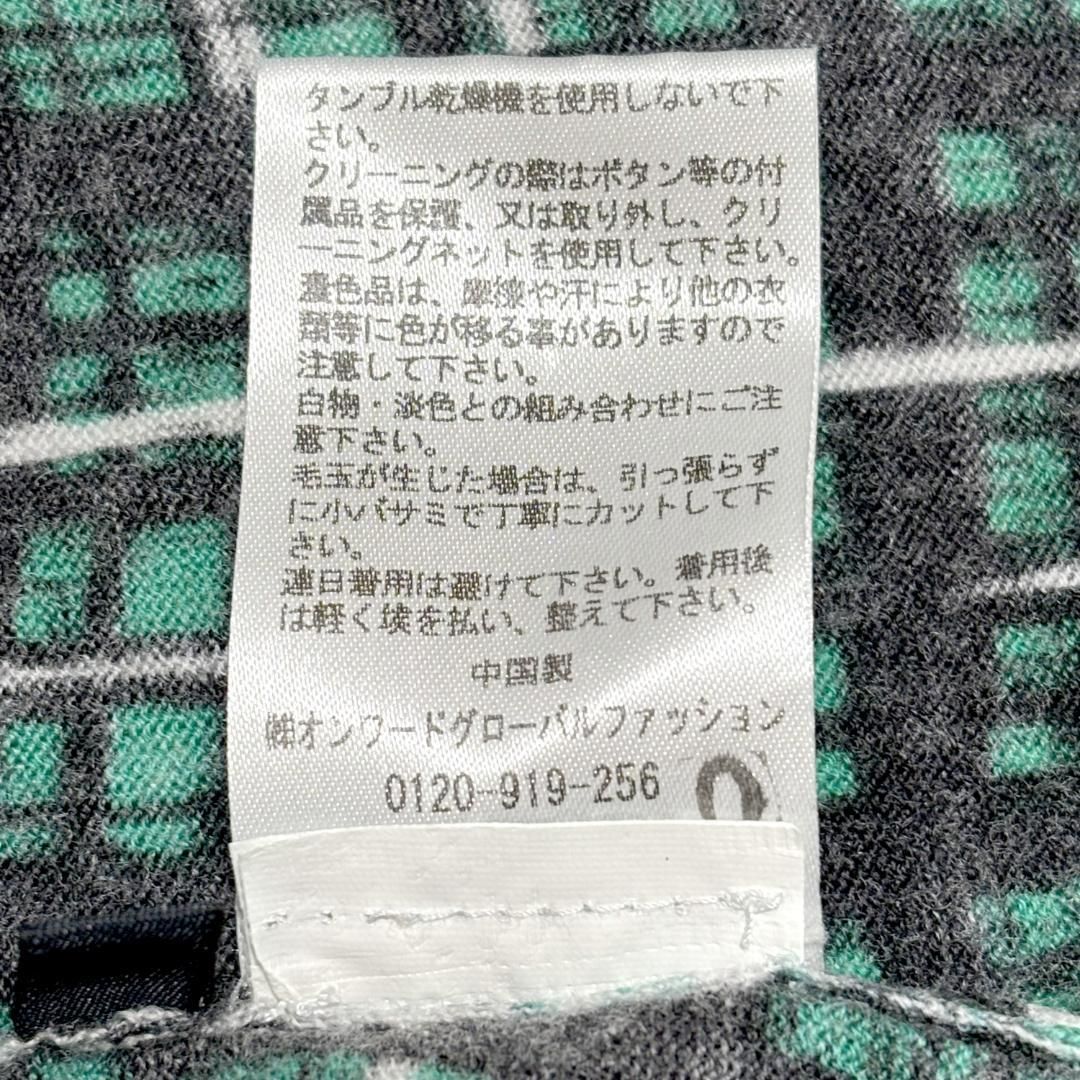 タンブル乾燥機を使用しないで下
さい。
クリーニングの際はボタン等の付
属品を保護、又は取り外し、クリ
ーニングネットを使用して下さい。
濃色品は、摩擦や汗により他の衣
類等に色が移る事がありますので
注意して下さい。
白物・淡色との組み合わせにご注
意下さい。
毛玉が生じた場合は、引っ張らず
に小バサミで丁寧にカットして下
さい。
連日着用は避けて下さい。着用後
は軽く埃を払い、整えて下さい。
中国製
㈱オンワードグローバルファッション
0120-919-256